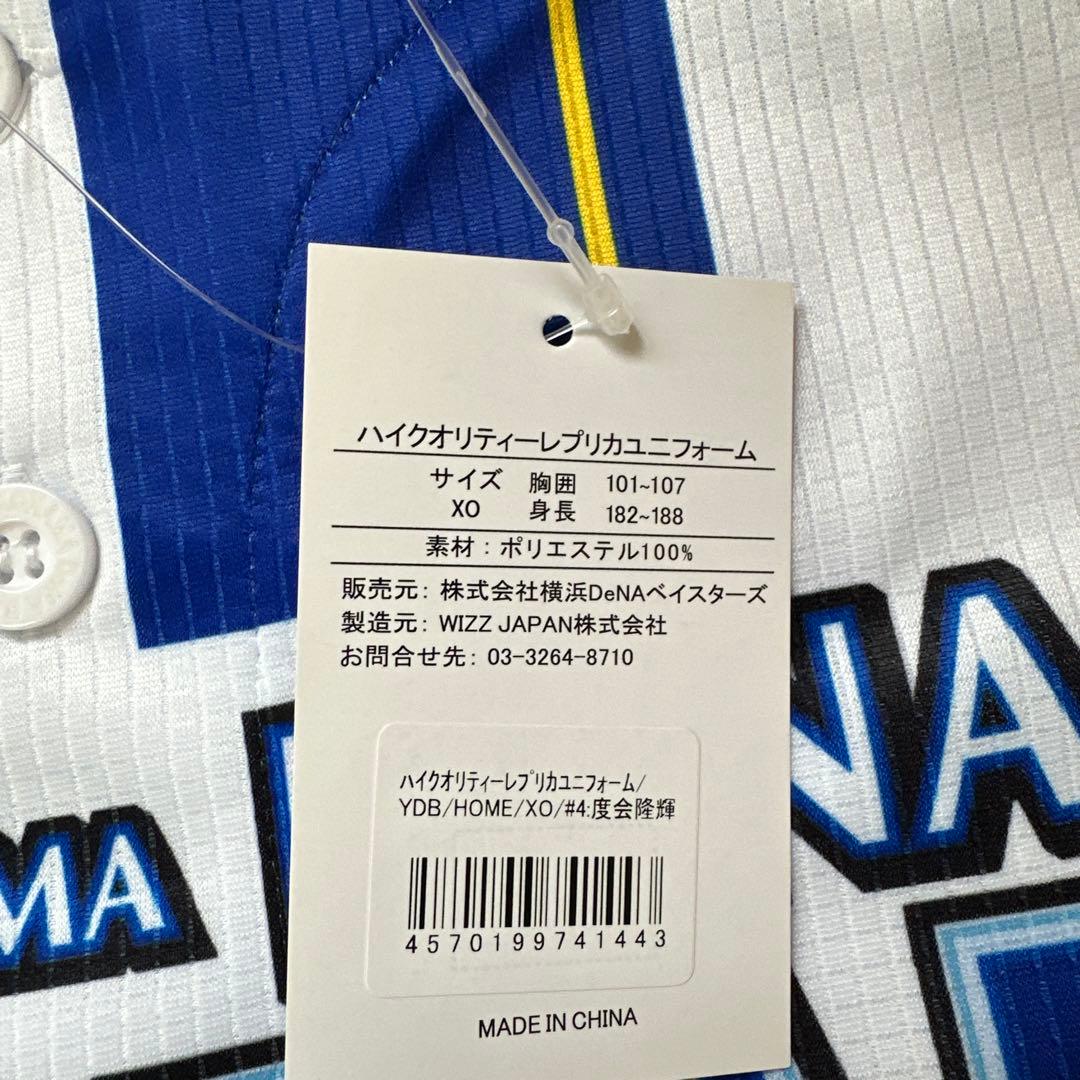 ハイクオリティーレプリカユニフォーム
サイズ 胸囲 101~107
XO 身長 182~188
素材：ポリエステル100%
販売元： 株式会社横浜DeNAベイスターズ
製造元： WIZZ JAPAN株式会社
お問合せ先： 03-3264-8710
ﾊｲｸｵﾘﾃｨｰﾚﾌﾟﾘｶﾕﾆﾌｫｰﾑ/
YDB/HOME/XO/#4:度会隆輝
4570199741443
MADE IN CHINA
NA
MA